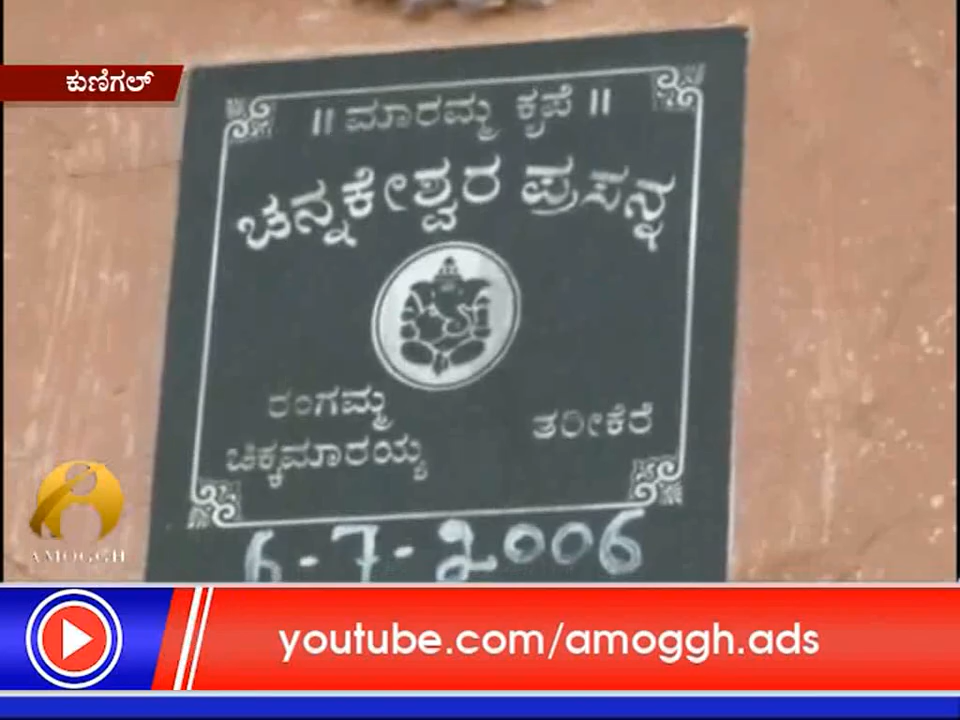 ಕುಣಿಗಲ್
॥ ಮಾರಮ್ಮ ಕೃಪೆ ॥
ಚನ್ನಕೇಶ್ವರ ಪ್ರಸನ್ನ
ರಂಗಮ್ಮ
ಚಿಕ್ಕಮಾರಯ್ಯ
ತರೀಕೆರೆ
6-7-2006
AMOGGH
youtube.com/amoggh.ads